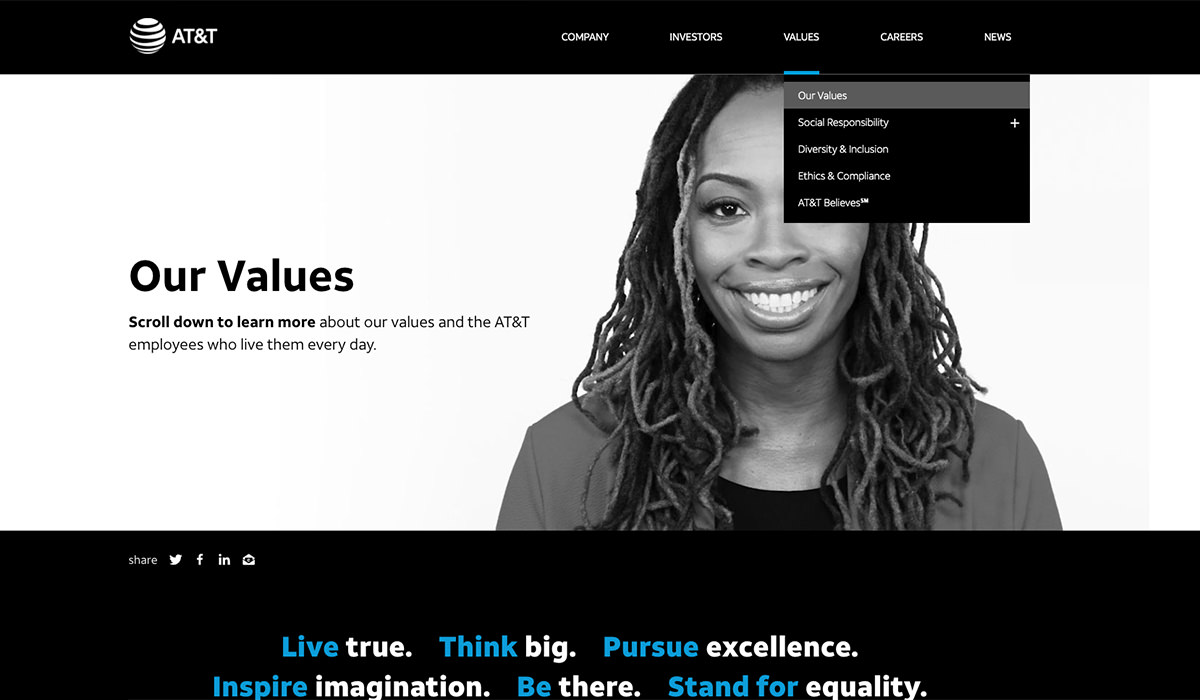 AT&T
COMPANY
INVESTORS
VALUES
CAREERS
NEWS
Our Values
Social Responsibility +
Diversity & Inclusion
Ethics & Compliance
AT&T Believes℠
Our Values
Scroll down to learn more about our values and the AT&T
employees who live them every day.
share
Live true. Think big. Pursue excellence.
Inspire imagination. Be there. Stand for equality.